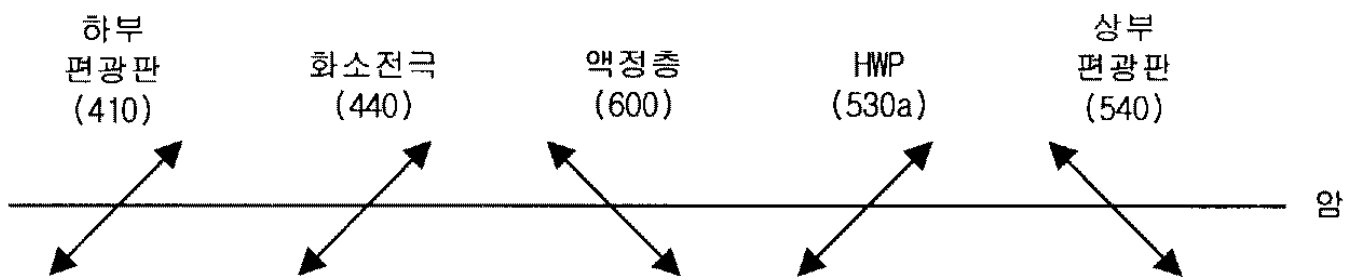 하부
편광판
(410)
화소전극
(440)
액정층
(600)
HWP
(530a)
상부
편광판
(540)
암